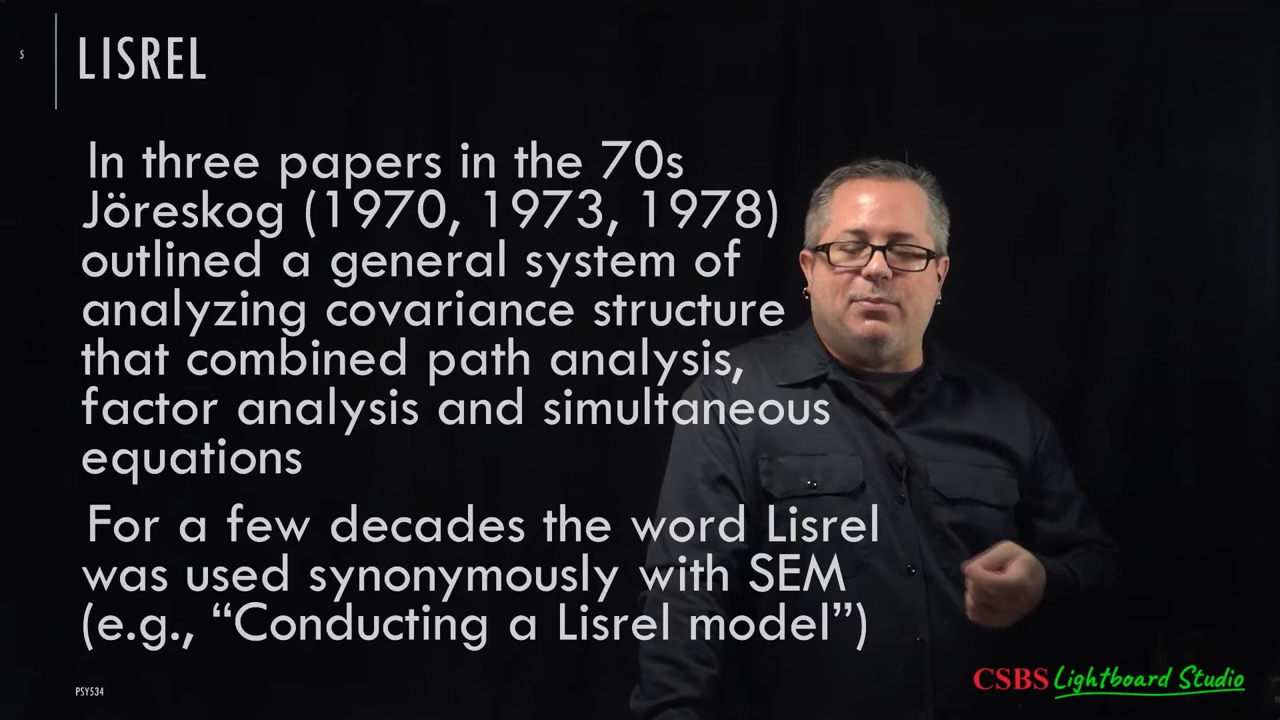 5
LISREL
In three papers in the 70s
Jöreskog (1970, 1973, 1978)
outlined a general system of
analyzing covariance structure
that combined path analysis,
factor analysis and simultaneous
equations
For a few decades the word Lisrel
was used synonymously with SEM
(e.g., “Conducting a Lisrel model”)
PSY534
CSBS Lightboard Studio